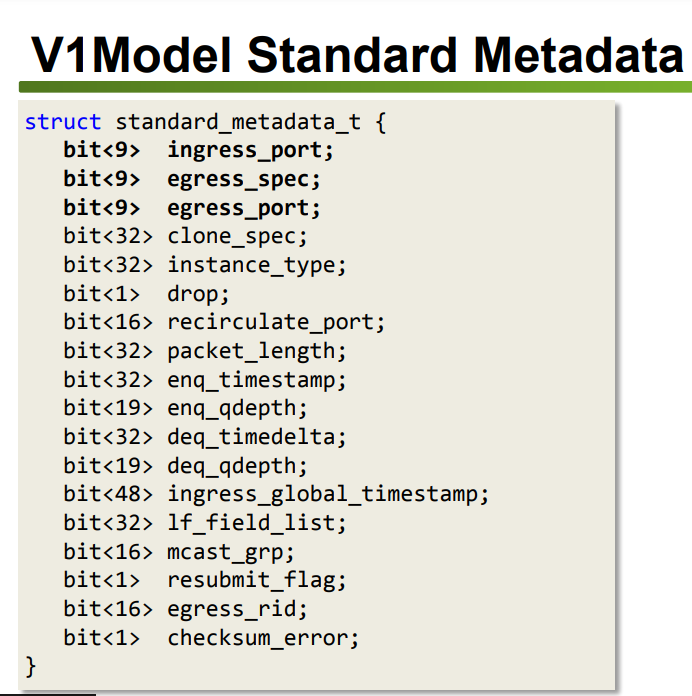 V1Model Standard Metadata
struct standard_metadata_t {
bit<9> ingress_port;
bit<9> egress_spec;
bit<9> egress_port;
bit<32> clone_spec;
bit<32> instance_type;
bit<1> drop;
bit<16> recirculate_port;
bit<32> packet_length;
bit<32> enq_timestamp;
bit<19> enq_qdepth;
bit<32> deq_timedelta;
bit<19> deq_qdepth;
bit<48> ingress_global_timestamp;
bit<32> lf_field_list;
bit<16> mcast_grp;
bit<1> resubmit_flag;
bit<16> egress_rid;
bit<1> checksum_error;
}